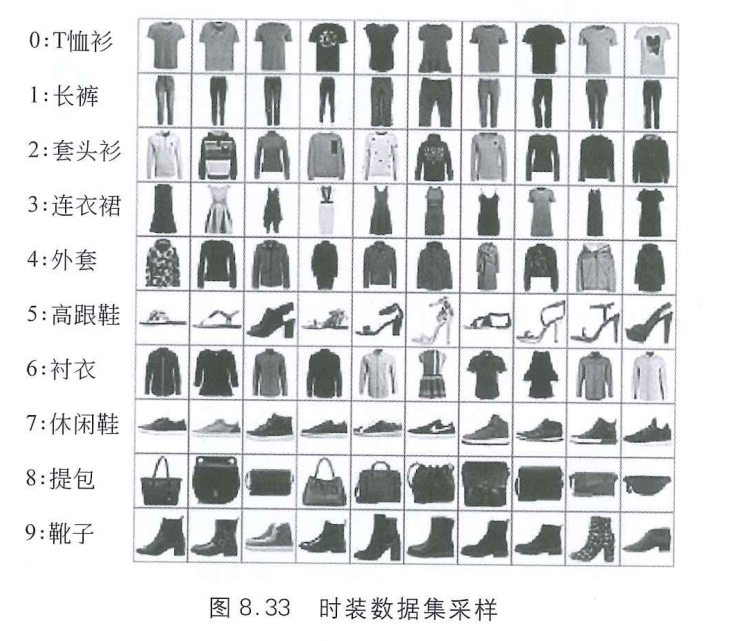 0:T恤衫
1:长裤
2:套头衫
3:连衣裙
4:外套
5:高跟鞋
6:衬衣
7:休闲鞋
8:提包
9:靴子
图 8.33 时装数据集采样